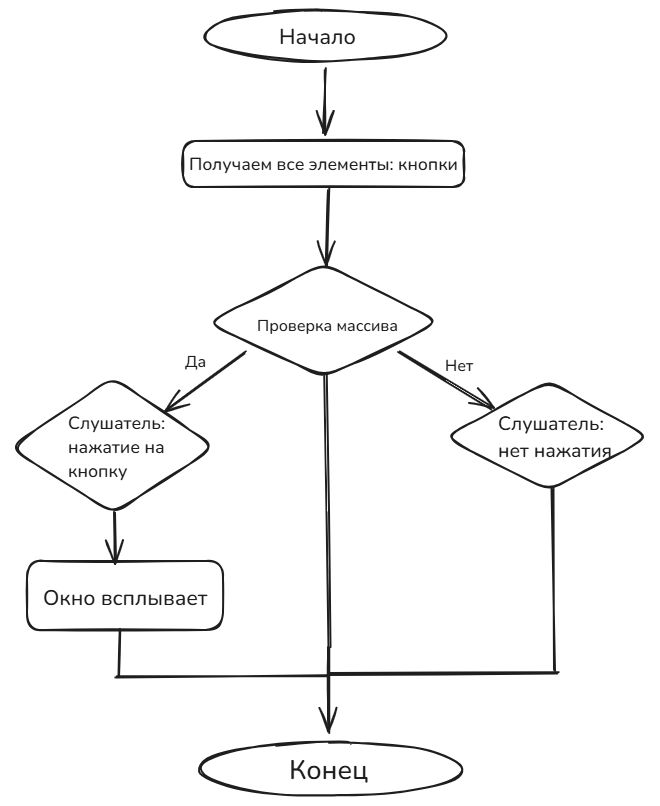 Начало
Получаем все элементы: кнопки
Проверка массива
Да
Нет
Слушатель:
нажатие на
кнопку
Слушатель:
нет нажатия
Окно всплывает
Конец